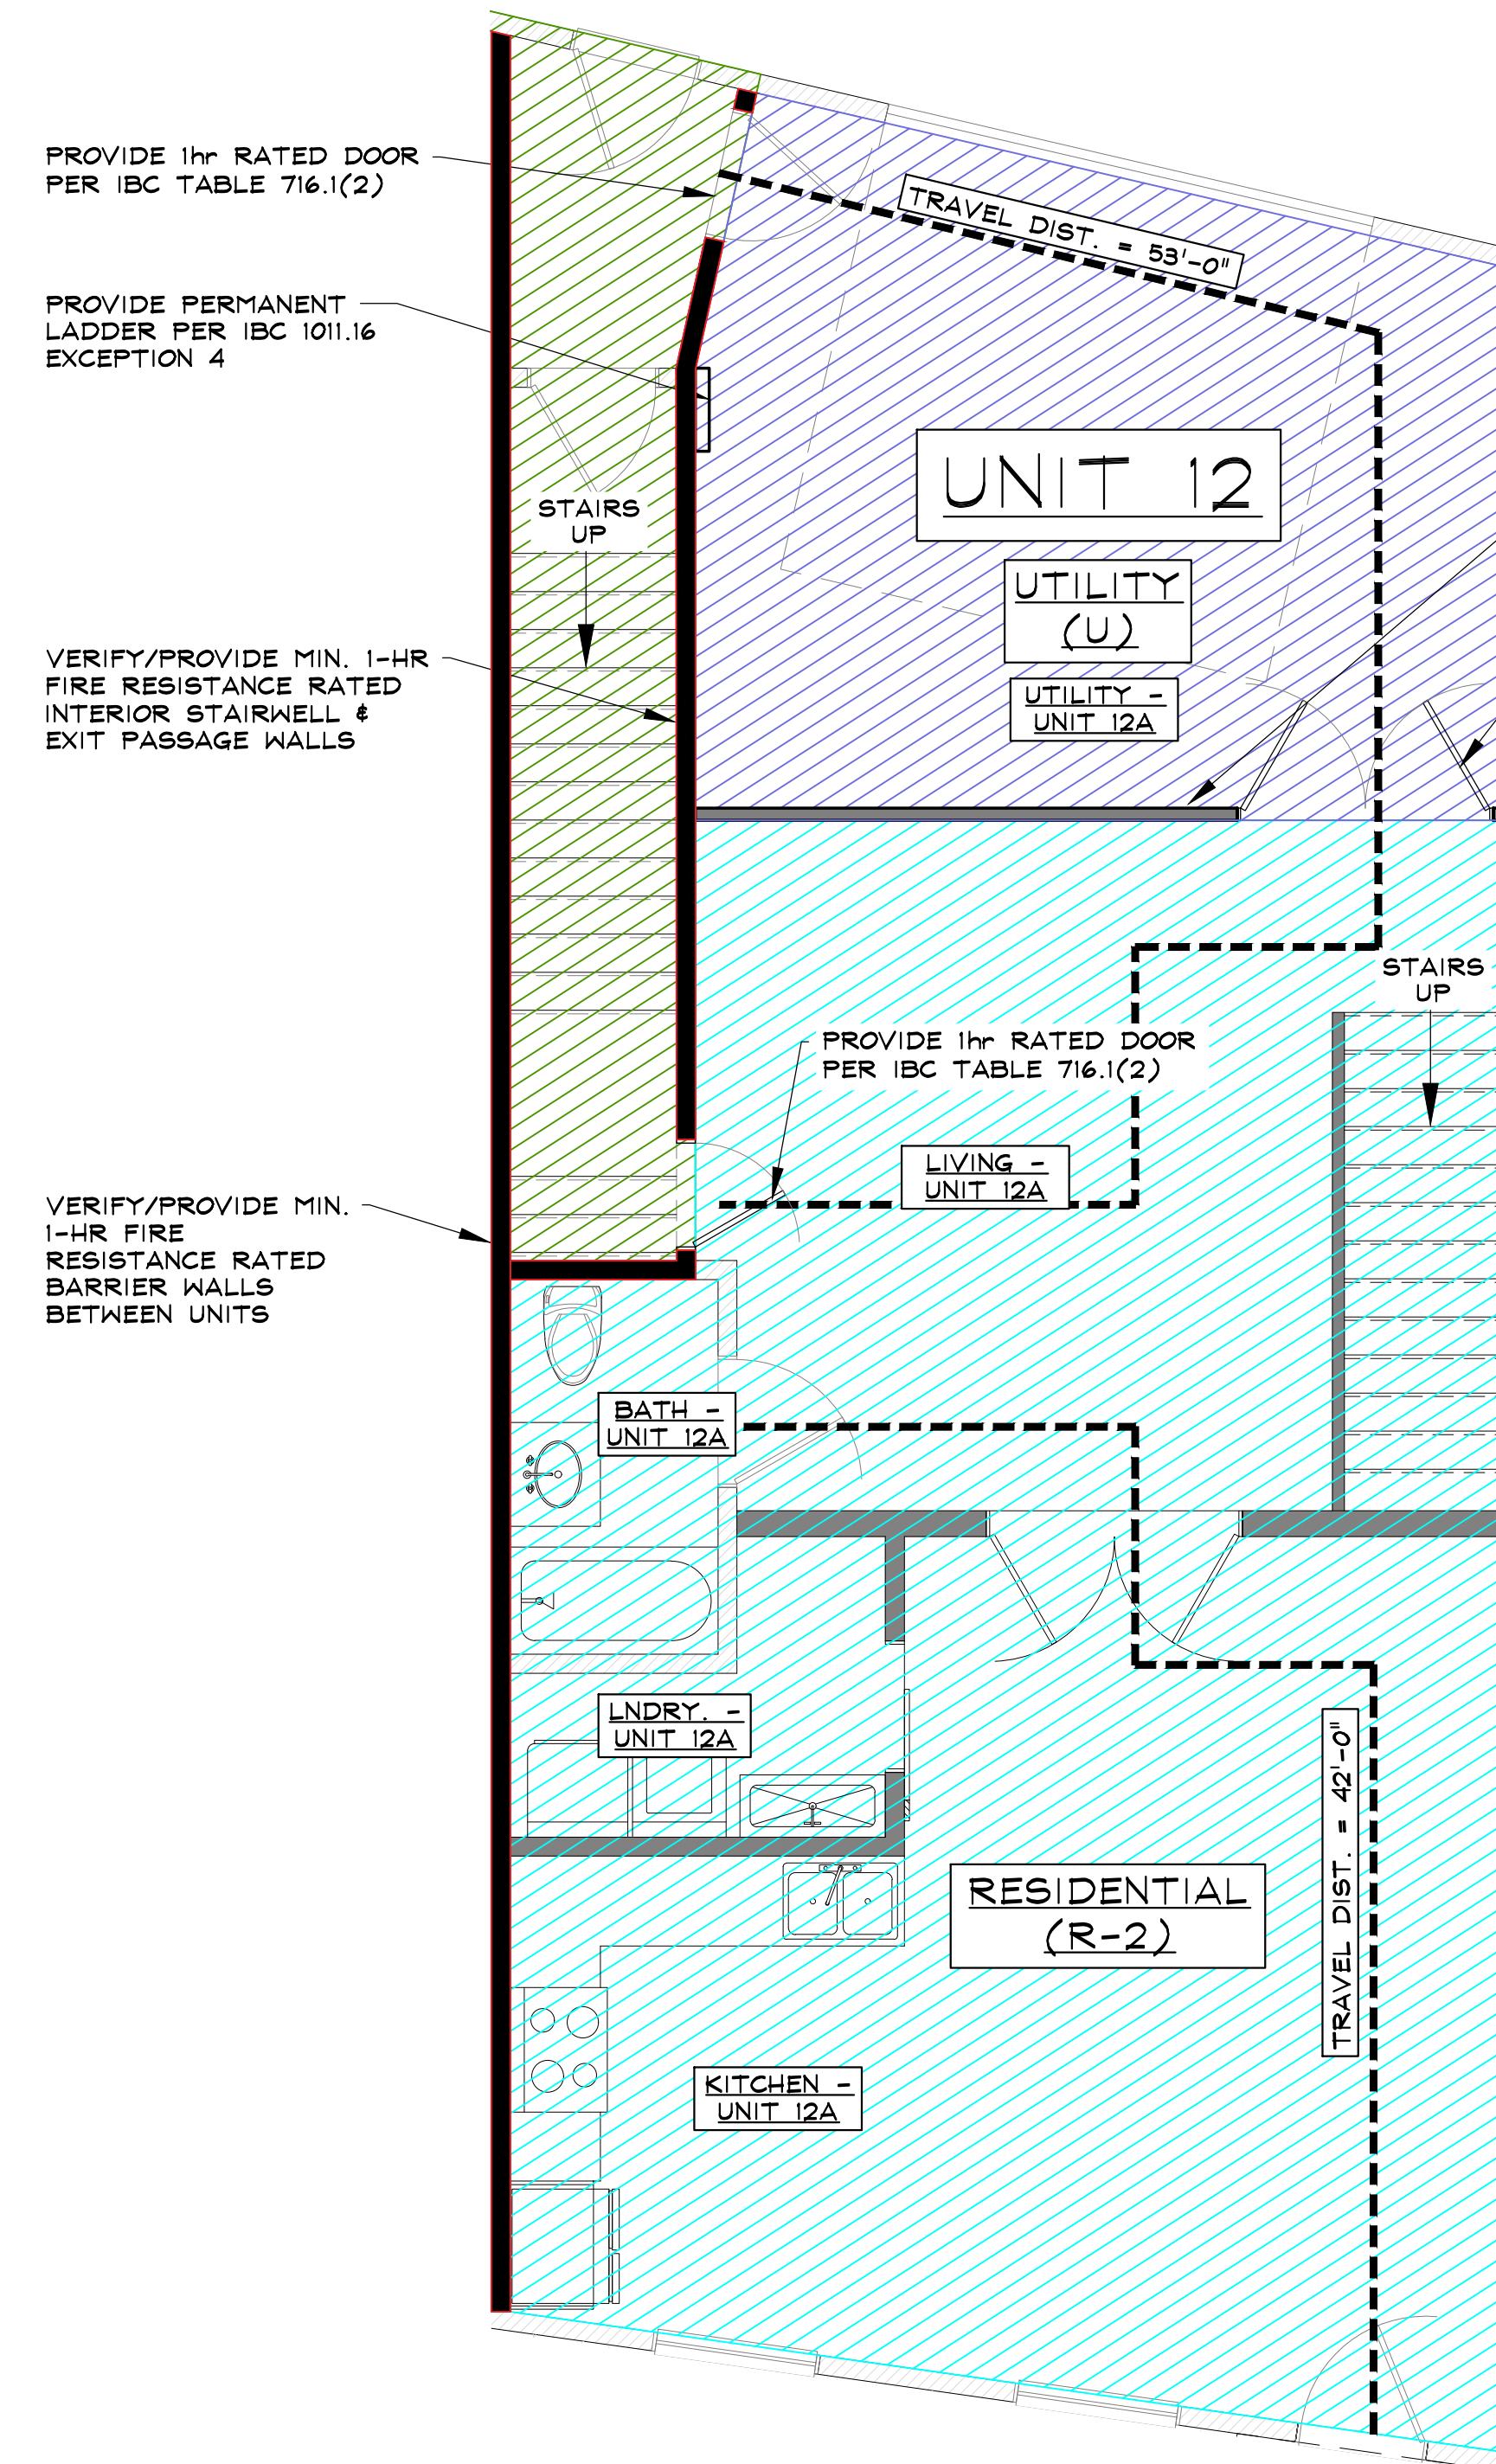 PROVIDE 1hr RATED DOOR
PER IBC TABLE 716.1(2)
TRAVEL DIST. = 53'-0"
PROVIDE PERMANENT
LADDER PER IBC 1011.16
EXCEPTION 4
UNIT 12
STAIRS
UP
UTILITY
(U)
UTILITY -
UNIT 12A
VERIFY/PROVIDE MIN. 1-HR
FIRE RESISTANCE RATED
INTERIOR STAIRWELL &
EXIT PASSAGE WALLS
STAIRS
UP
PROVIDE 1hr RATED DOOR
PER IBC TABLE 716.1(2)
LIVING -
UNIT 12A
VERIFY/PROVIDE MIN.
1-HR FIRE
RESISTANCE RATED
BARRIER WALLS
BETWEEN UNITS
BATH -
UNIT 12A
LNDRY. -
UNIT 12A
TRAVEL DIST. = 42'-0"
RESIDENTIAL
(R-2)
KITCHEN -
UNIT 12A